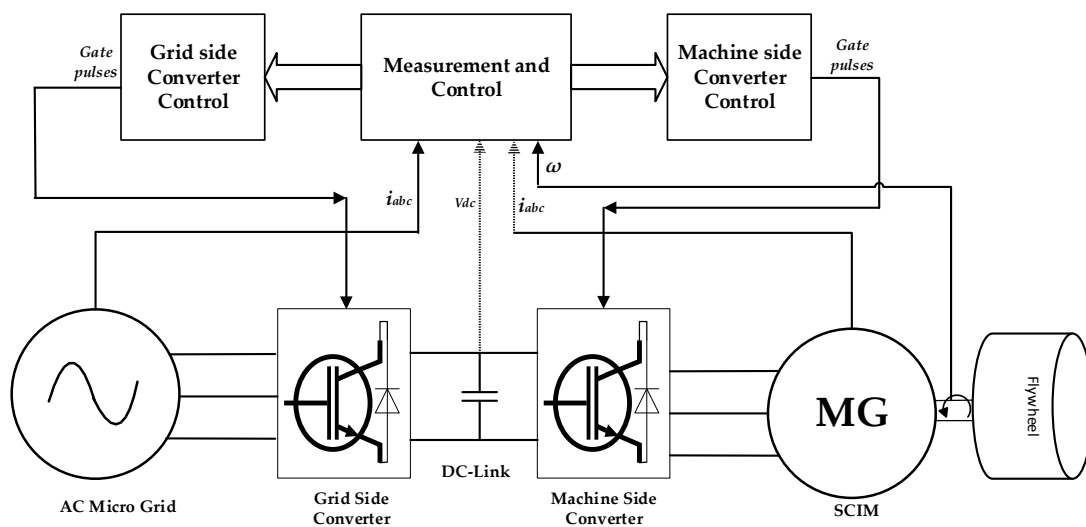 Gate
pulses
Grid side
Converter
Control
Measurement and
Control
Machine side
Converter
Control
Gate
pulses
iabc
Vdc
iabc
ω
MG
Flywheel
DC-Link
AC Micro Grid
Grid Side
Converter
Machine Side
Converter
SCIM